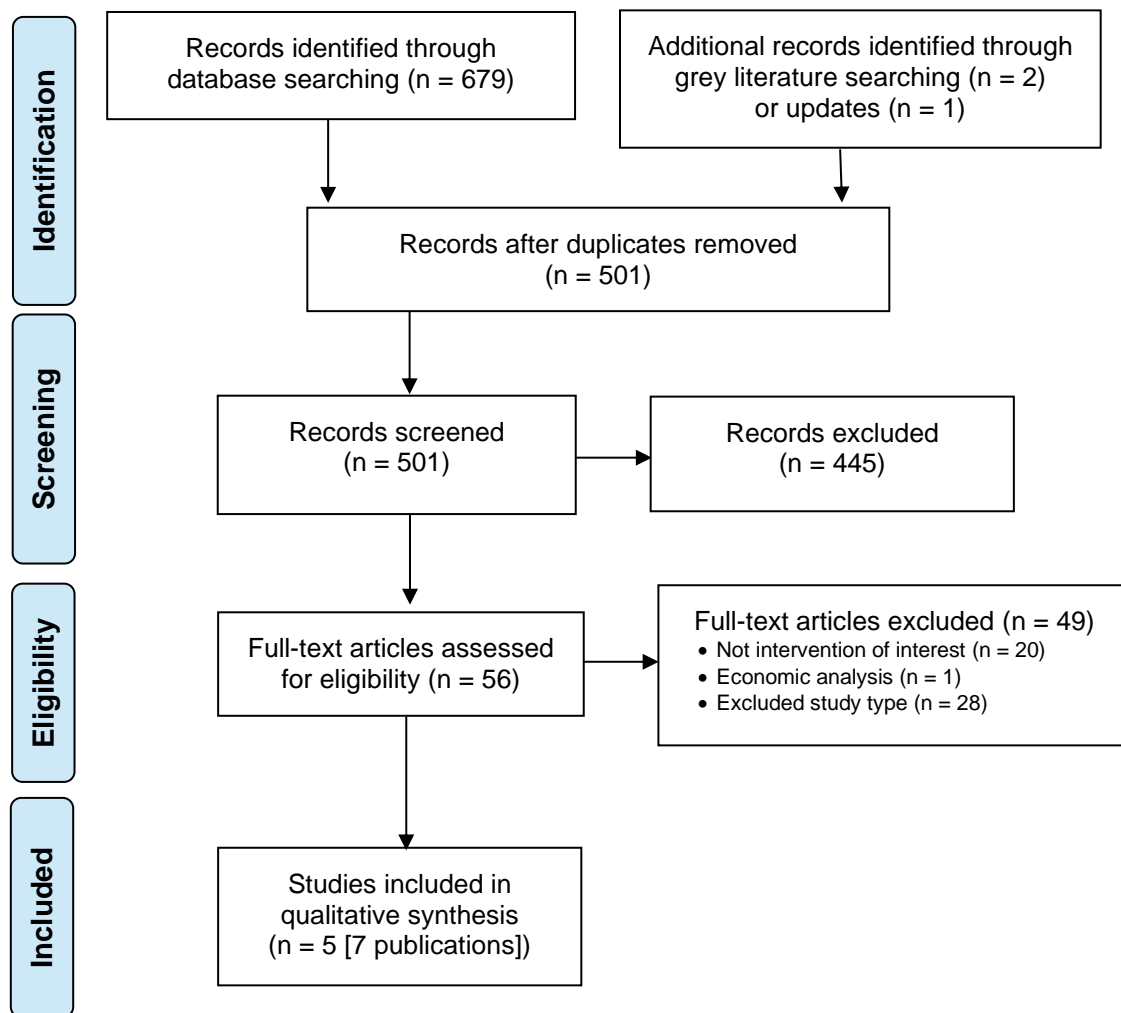 Identification
Records identified through
database searching (n = 679)
Additional records identified through
grey literature searching (n = 2)
or updates (n = 1)
Records after duplicates removed
(n = 501)
Screening
Records screened
(n = 501)
Records excluded
(n = 445)
Eligibility
Full-text articles assessed
for eligibility (n = 56)
Full-text articles excluded (n = 49)
• Not intervention of interest (n = 20)
• Economic analysis (n = 1)
• Excluded study type (n = 28)
Included
Studies included in
qualitative synthesis
(n = 5 [7 publications])